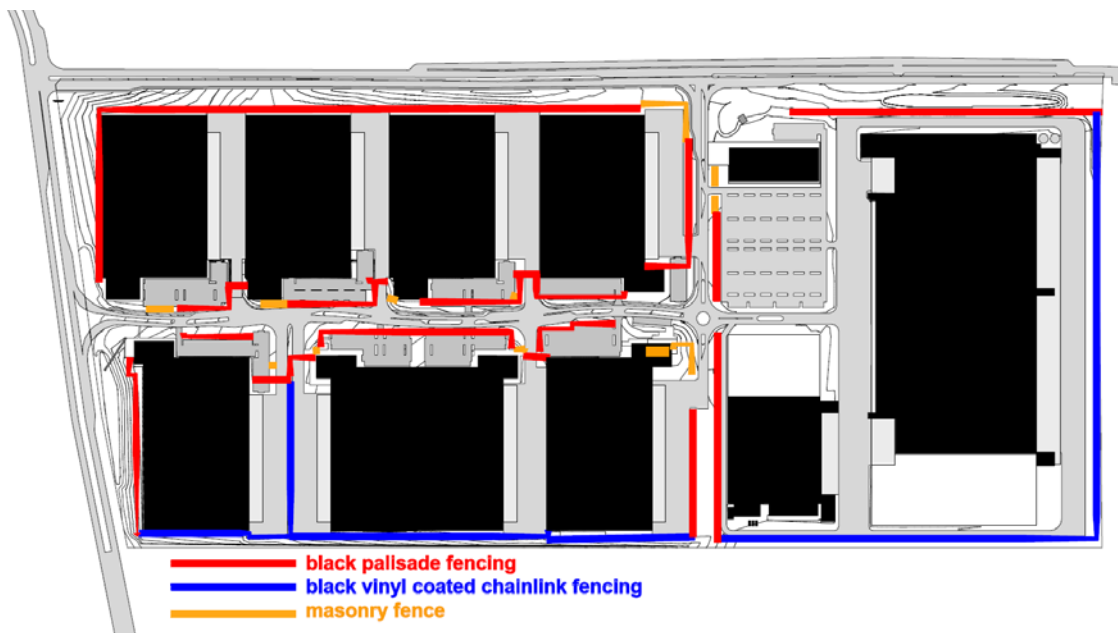 black palisade fencing
black vinyl coated chainlink fencing
masonry fence